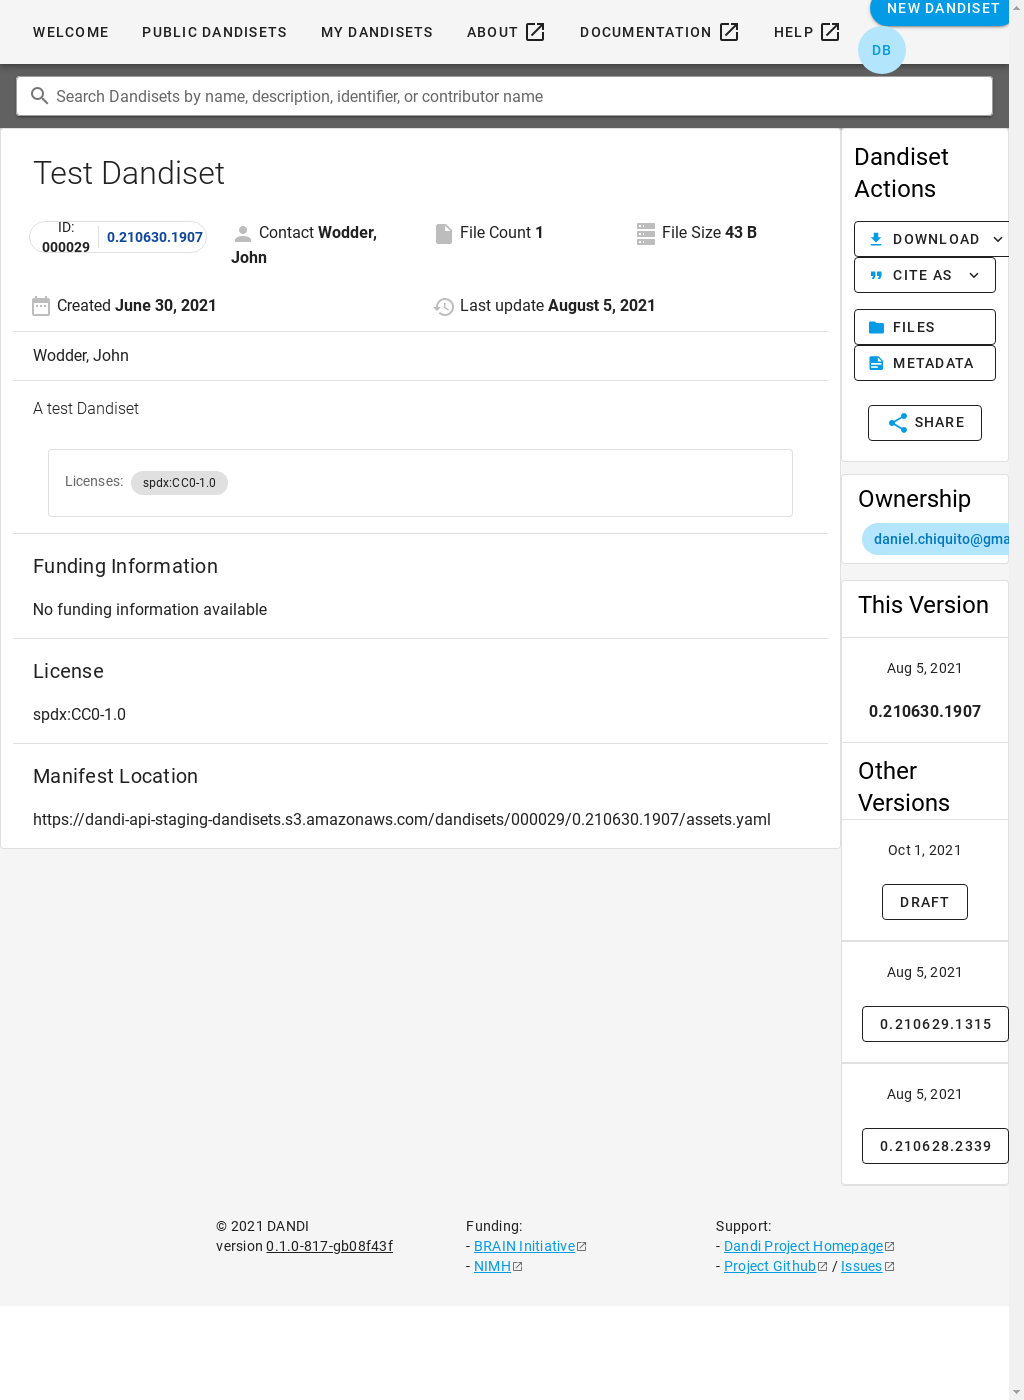 WELCOME PUBLIC DANDISETS MY DANDISETS ABOUT DOCUMENTATION HELP NEW DANDISET
DB
Search Dandisets by name, description, identifier, or contributor name
Test Dandiset
ID:
000029 0.210630.1907
Contact Wodder,
John
File Count 1
File Size 43 B
Created June 30, 2021
Last update August 5, 2021
Wodder, John
A test Dandiset
Licenses: spdx:CC0-1.0
Funding Information
No funding information available
License
spdx:CC0-1.0
Manifest Location
https://dandi-api-staging-dandisets.s3.amazonaws.com/dandisets/000029/0.210630.1907/assets.yaml
Dandiset
Actions
DOWNLOAD
CITE AS
FILES
METADATA
SHARE
Ownership
daniel.chiquito@gma
This Version
Aug 5, 2021
0.210630.1907
Other
Versions
Oct 1, 2021
DRAFT
Aug 5, 2021
0.210629.1315
Aug 5, 2021
0.210628.2339
© 2021 DANDI
version 0.1.0-817-gb08f43f
Funding:
- BRAIN Initiative
- NIMH
Support:
- Dandi Project Homepage
- Project Github / Issues